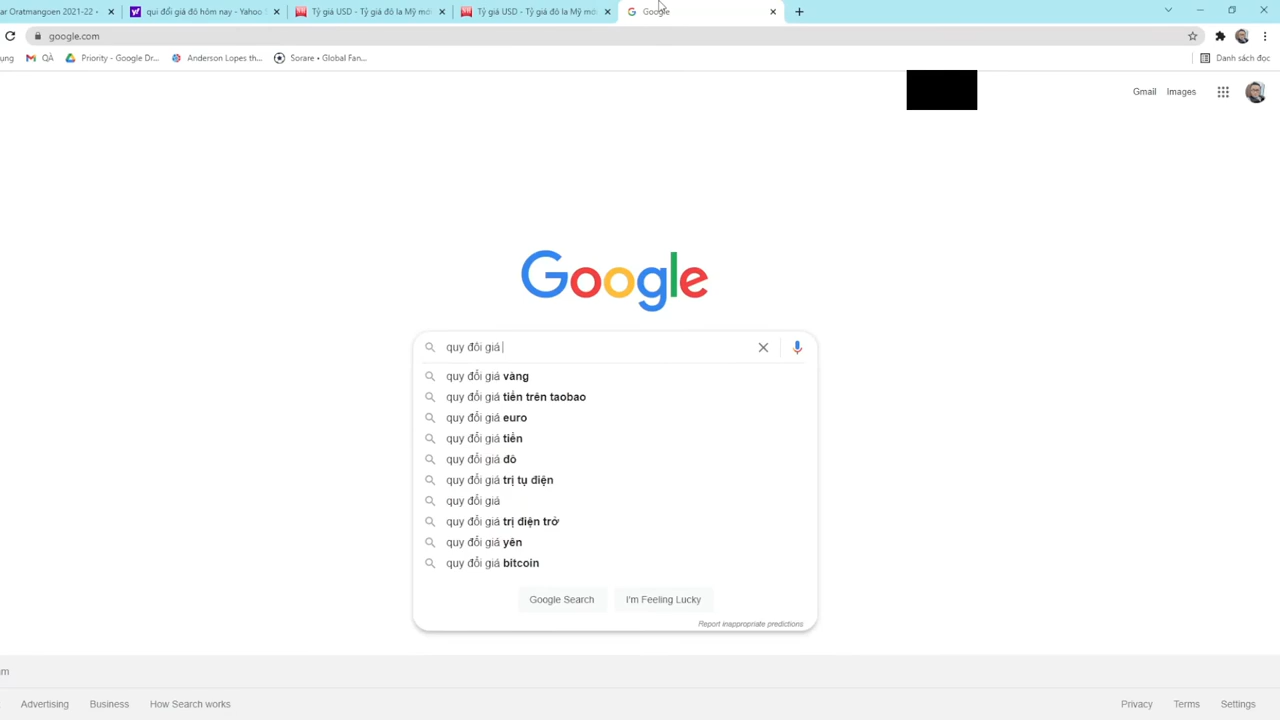 ar Oratmangoen 2021-22 •
qui đổi giá đô hôm nay - Yahoo S
Tỷ giá USD - Tỷ giá đô la Mỹ mới
Tỷ giá USD - Tỷ giá đô la Mỹ mới
Google
google.com
ụng
QÀ
Priority - Google Dr...
Anderson Lopes th...
Sorare • Global Fan...
Danh sách đọc
Gmail
Images
Google
quy đôi giá
quy đổi giá vàng
quy đổi giá tiền trên taobao
quy đổi giá euro
quy đổi giá tiền
quy đổi giá đô
quy đổi giá trị tụ điện
quy đổi giá
quy đổi giá trị điện trở
quy đổi giá yên
quy đổi giá bitcoin
Google Search
I'm Feeling Lucky
Report inappropriate predictions
m
Advertising
Business
How Search works
Privacy
Terms
Settings